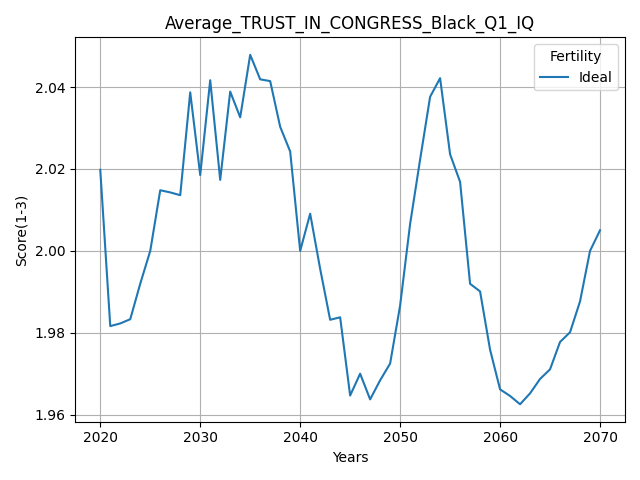 Average_TRUST_IN_CONGRESS_Black_Q1_IQ
Fertility
Ideal
Score(1-3)
2.04
2.02
2.00
1.98
1.96
2020 2030 2040 2050 2060 2070
Years